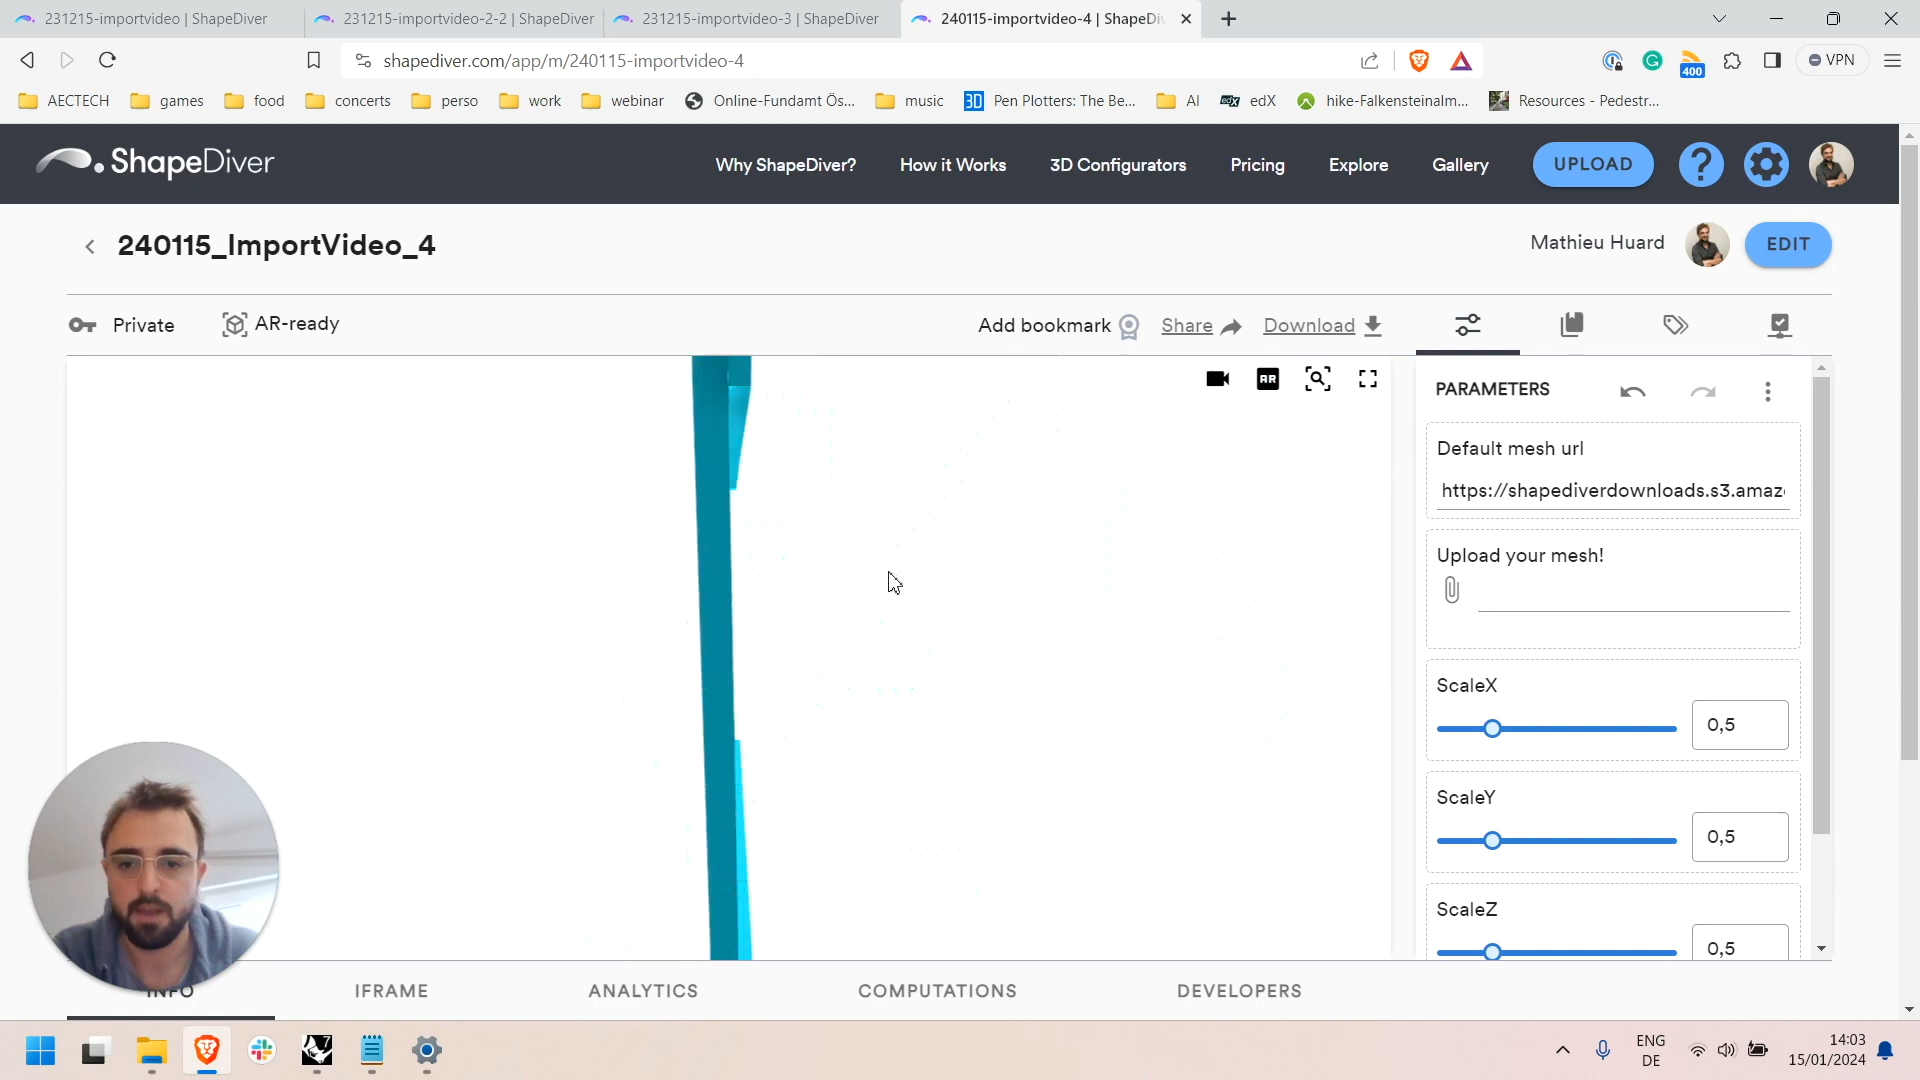 231215-importvideo | ShapeDiver
231215-importvideo-2-2 | ShapeDiver
231215-importvideo-3 | ShapeDiver
240115-importvideo-4 | ShapeDiv
shapediver.com/app/m/240115-importvideo-4
400
VPN
AECTECH
games
food
concerts
perso
work
webinar
Online-Fundamt Ös...
music
3D
Pen Plotters: The Be...
AI
edX
edX
hike-Falkensteinalm...
Resources - Pedestr...
ShapeDiver
Why ShapeDiver?
How it Works
3D Configurators
Pricing
Explore
Gallery
UPLOAD
?
240115_ImportVideo_4
Mathieu Huard
EDIT
Private
AR-ready
Add bookmark
Share
Download
AR
PARAMETERS
Default mesh url
https://shapediverdownloads.s3.amaz
Upload your mesh!
ScaleX
0,5
ScaleY
0,5
ScaleZ
0,5
INFO
IFRAME
ANALYTICS
COMPUTATIONS
DEVELOPERS
7
ENG
DE
14:03
15/01/2024